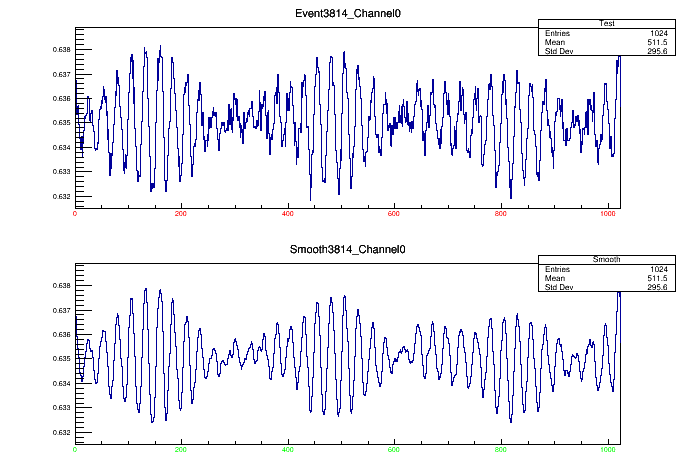 Event3814_Channel0
Test
Entries 1024
Mean 511.5
Std Dev 295.6
0.638
0.637
0.636
0.635
0.634
0.633
0.632
0 200 400 600 800 1000
Smooth3814_Channel0
Smooth
Entries 1024
Mean 511.5
Std Dev 295.6
0.638
0.637
0.636
0.635
0.634
0.633
0.632
0 200 400 600 800 1000